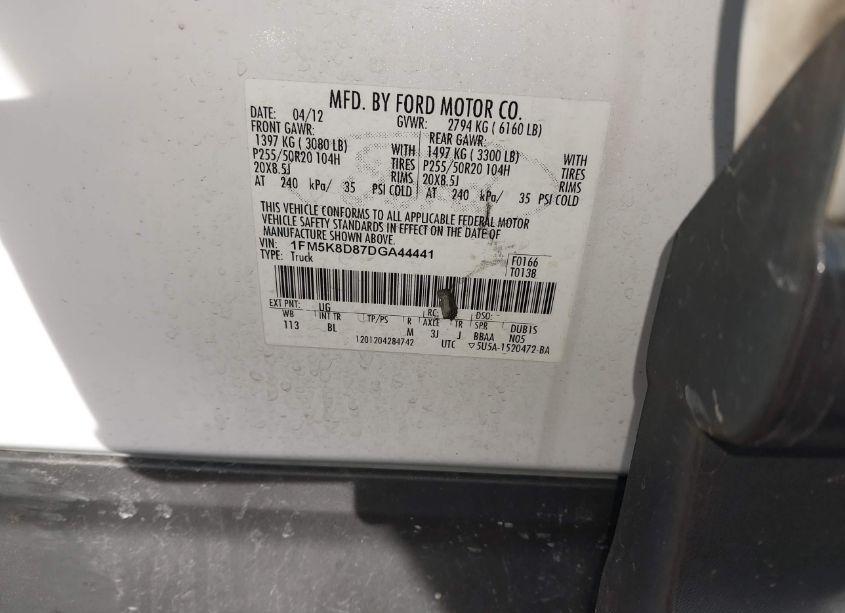 MFD. BY FORD MOTOR CO.
DATE: 04/12 GVWR: 2794 KG ( 6160 LB)
FRONT GAWR: REAR GAWR:
1397 KG ( 3080 LB) WITH 1497 KG ( 3300 LB) WITH
P255/50R20 104H TIRES P255/50R20 104H TIRES
20X8.5J RIMS 20X8.5J RIMS
AT 240 kPa/ 35 PSI COLD AT 240 kPa/ 35 PSI COLD
THIS VEHICLE CONFORMS TO ALL APPLICABLE FEDERAL MOTOR
VEHICLE SAFETY STANDARDS IN EFFECT ON THE DATE OF
MANUFACTURE SHOWN ABOVE.
VIN: 1FM5K8D87DGA44441 F0166
TYPE: Truck T0138
EXT PNT: UG RC: DSO: -
WB INT TR TP/PS R AXLE TR SPR DUB1S
113 BL M 3J J BBAA N05
1201204284742 UTC ▽5U5A-1520472-BA